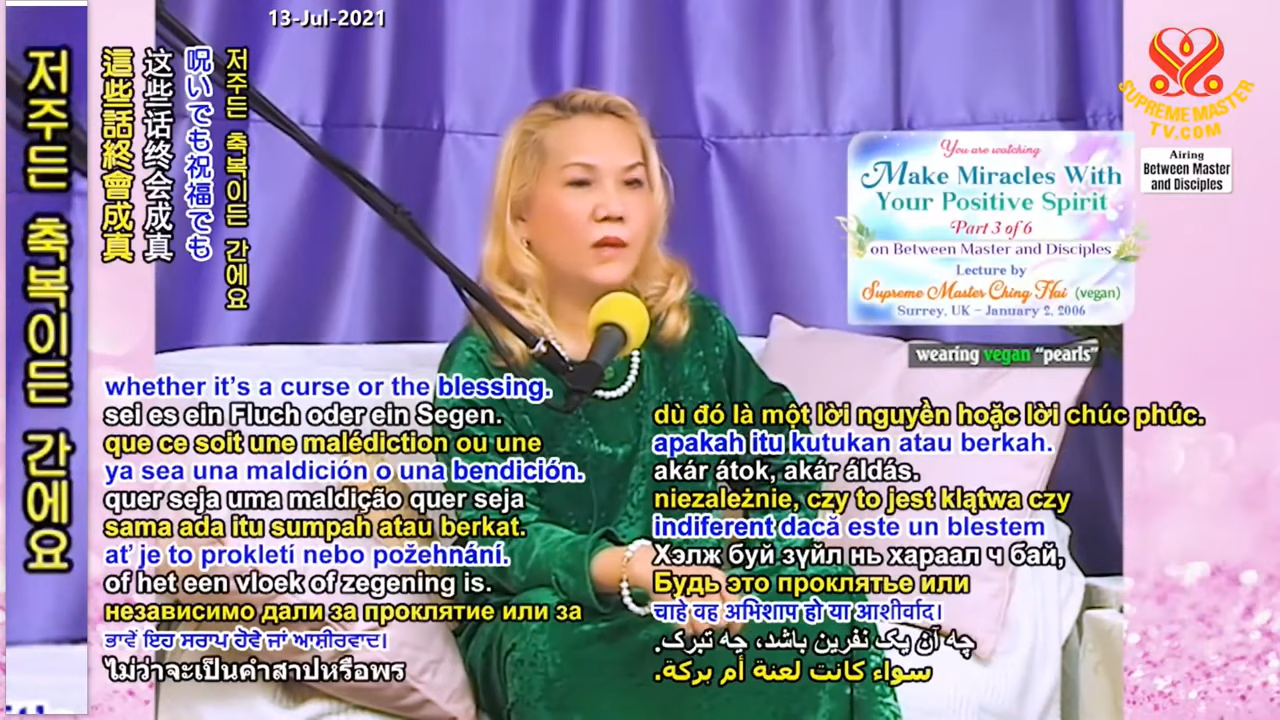 저주든 축복이든 간에요
13-Jul-2021
這些話終會成真
这些话终会成真
呪いでも祝福でも
저주든 축복이든 간에요
SUPREME MASTER
TV.COM
Airing
Between Master
and Disciples
You are watching
Make Miracles With
Your Positive Spirit
Part 3 of 6
on Between Master and Disciples
Lecture by
Supreme Master Ching Hai (vegan)
Surrey, UK – January 2, 2006
wearing vegan "pearls"
whether it's a curse or the blessing.
sei es ein Fluch oder ein Segen.
que ce soit une malédiction ou une
ya sea una maldición o una bendición.
quer seja uma maldição quer seja
sama ada itu sumpah atau berkat.
ať je to prokletí nebo požehnání.
of het een vloek of zegening is.
независимо дали за проклятие или за
ਭਾਵੇਂ ਇਹ ਸਰਾਪ ਹੋਵੇ ਜਾਂ ਆਸ਼ੀਰਵਾਦ।
ไม่ว่าจะเป็นคำสาปหรือพร
dù đó là một lời nguyền hoặc lời chúc phúc.
apakah itu kutukan atau berkah.
akár átok, akár áldás.
niezależnie, czy to jest klątwa czy
indiferent dacă este un blestem
Хэлж буй зүйл нь хараал ч бай,
Будь это проклятье или
चाहे वह अभिशाप हो या आशीर्वाद।
چه آن یک نفرین باشد، چه تبرک.
سواء كانت لعنة أم بركة.